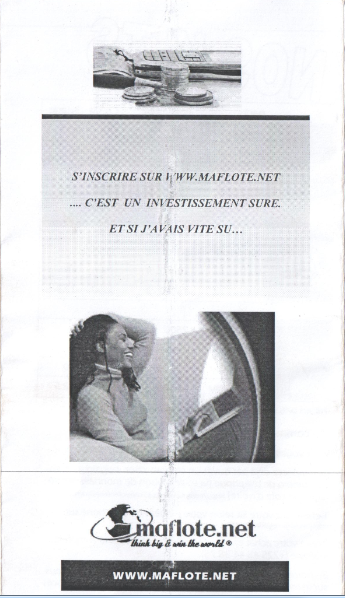 S'INSCRIRE SUR WWW.MAFLOTE.NET
.... C'EST UN INVESTISSEMENT SURE.
ET SI J'AVAIS VITE SU...
maflote.net
think big & win the world ®
WWW.MAFLOTE.NET